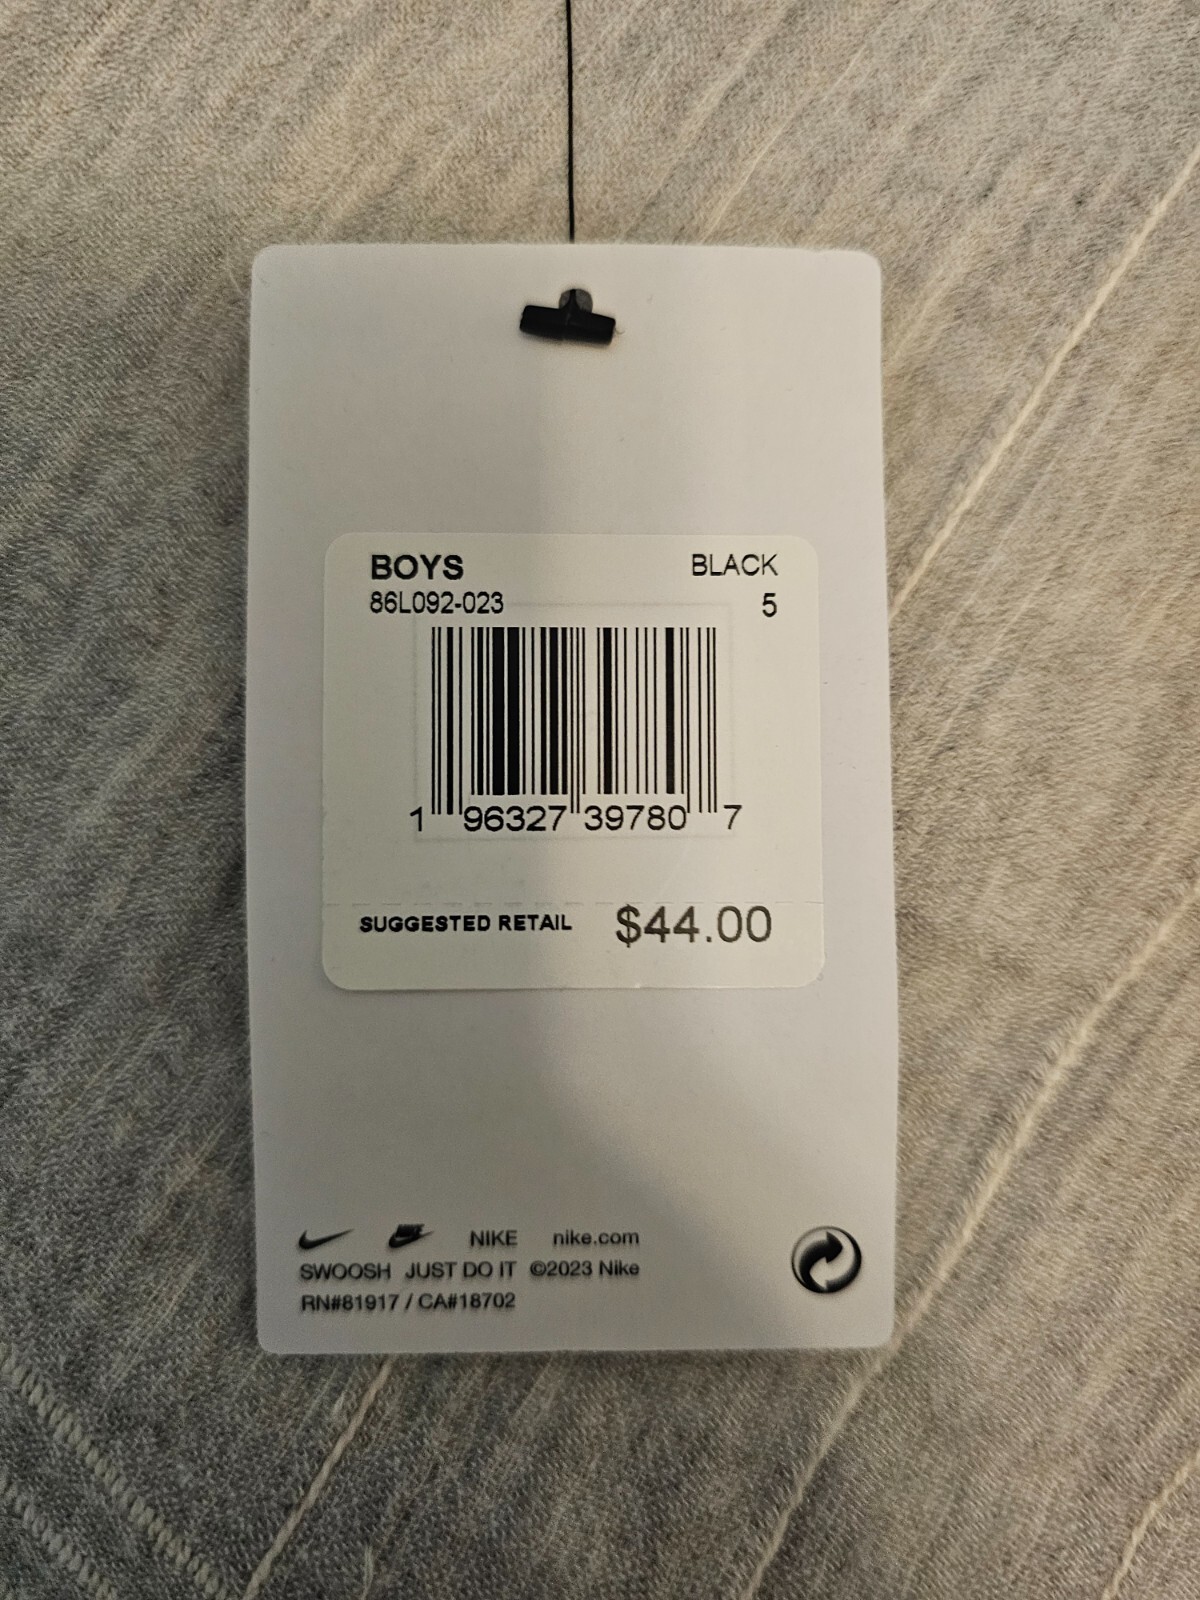 BOYS BLACK
86L092-023 5
1 96327 39780 7
SUGGESTED RETAIL $44.00
NIKE nike.com
SWOOSH JUST DO IT ©2023 Nike
RN#81917 / CA#18702